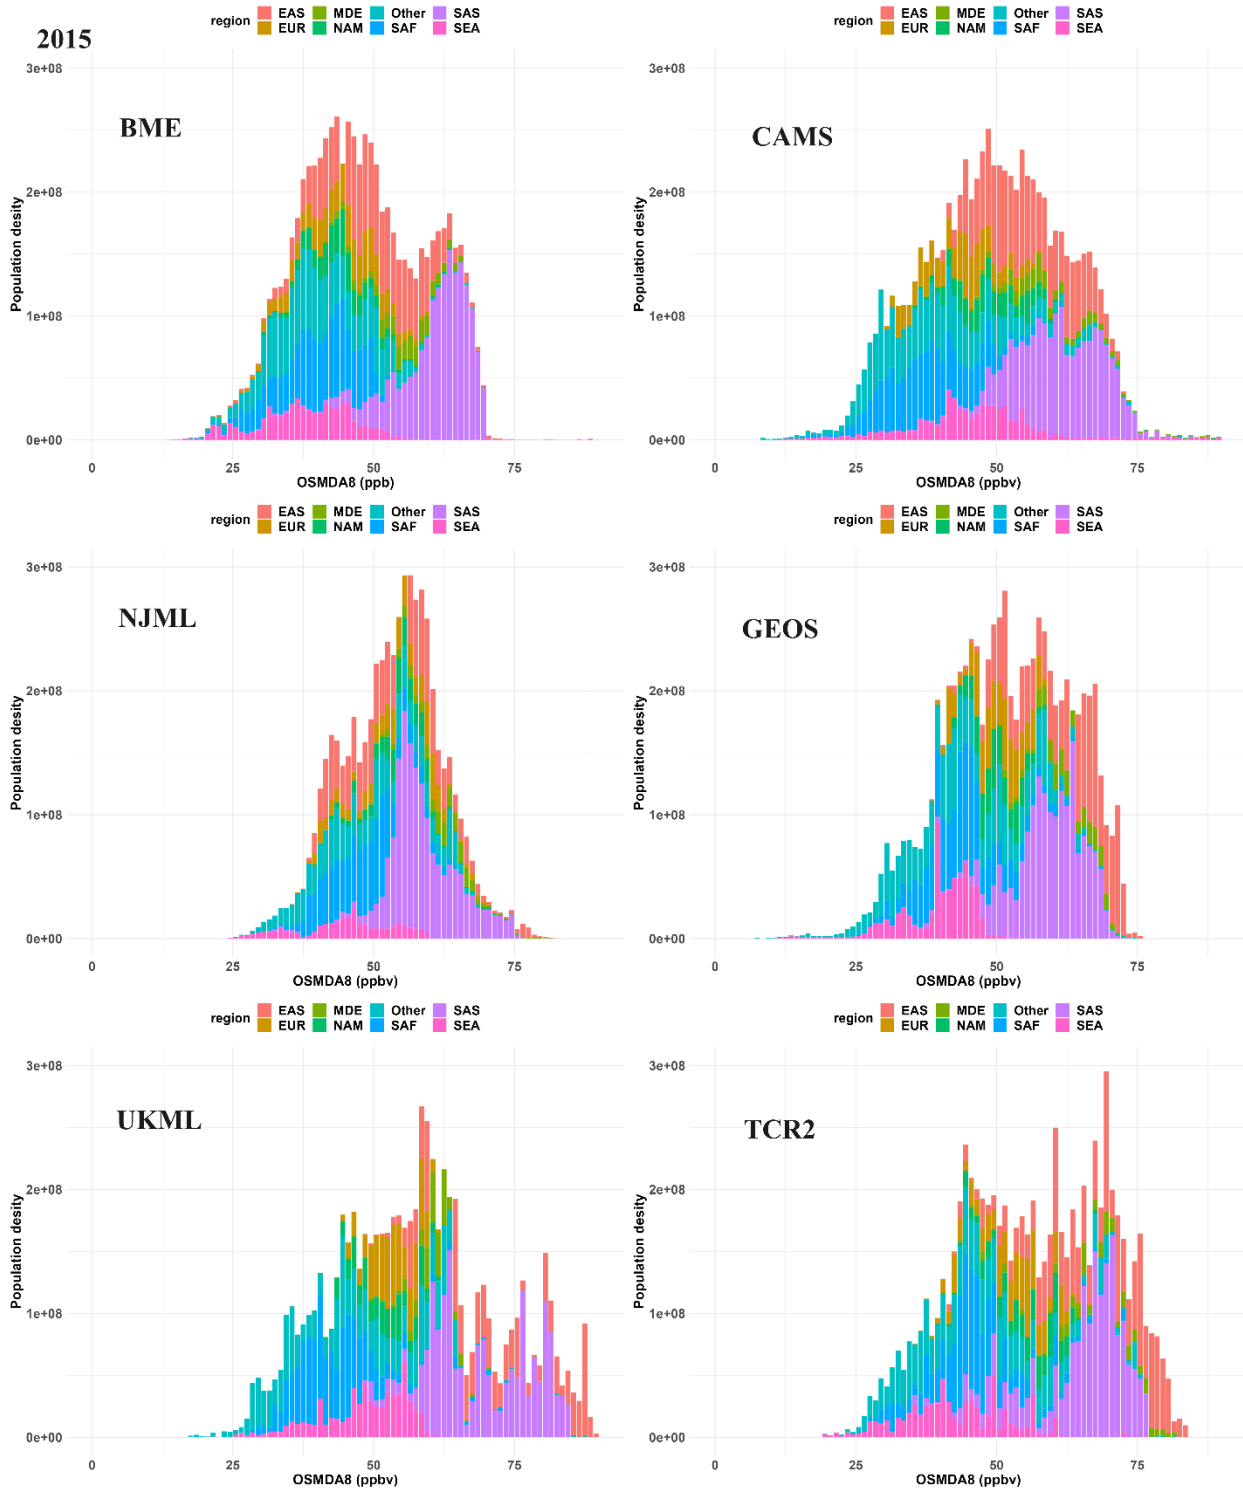 2015
region EAS MDE Other SAS
EUR NAM SAF SEA
BME
Population desity
3e+08
2e+08
1e+08
0e+00
0 25 50 75
OSMDA8 (ppb)
region EAS MDE Other SAS
EUR NAM SAF SEA
CAMS
Population desity
3e+08
2e+08
1e+08
0e+00
0 25 50 75
OSMDA8 (ppbv)
region EAS MDE Other SAS
EUR NAM SAF SEA
NJML
Population desity
3e+08
2e+08
1e+08
0e+00
0 25 50 75
OSMDA8 (ppbv)
region EAS MDE Other SAS
EUR NAM SAF SEA
GEOS
Population desity
3e+08
2e+08
1e+08
0e+00
0 25 50 75
OSMDA8 (ppbv)
region EAS MDE Other SAS
EUR NAM SAF SEA
UKML
Population desity
3e+08
2e+08
1e+08
0e+00
0 25 50 75
OSMDA8 (ppbv)
region EAS MDE Other SAS
EUR NAM SAF SEA
TCR2
Population desity
3e+08
2e+08
1e+08
0e+00
0 25 50 75
OSMDA8 (ppbv)